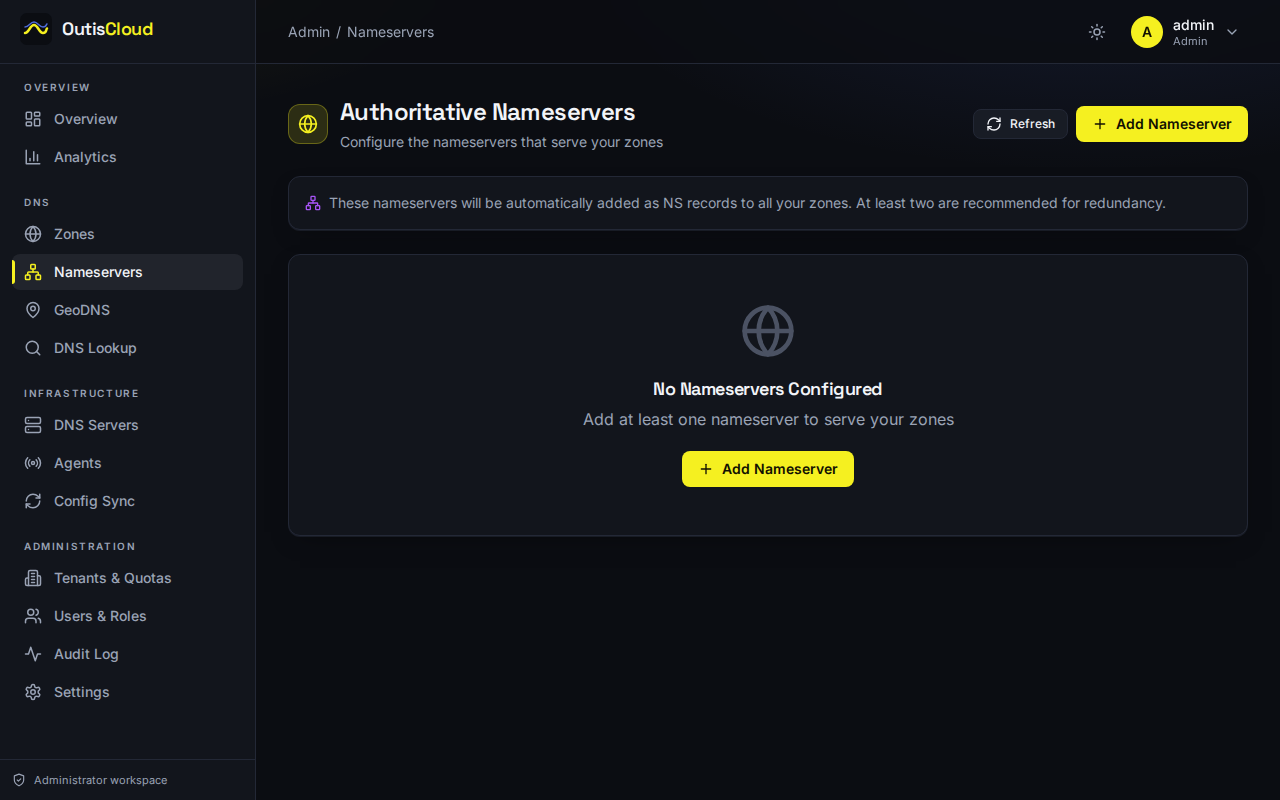 OutisCloud
OVERVIEW
Overview
Analytics
DNS
Zones
Nameservers
GeoDNS
DNS Lookup
INFRASTRUCTURE
DNS Servers
Agents
Config Sync
ADMINISTRATION
Tenants & Quotas
Users & Roles
Audit Log
Settings
Administrator workspace
Admin / Nameservers
A
admin
Admin
Authoritative Nameservers
Configure the nameservers that serve your zones
Refresh
Add Nameserver
These nameservers will be automatically added as NS records to all your zones. At least two are recommended for redundancy.
No Nameservers Configured
Add at least one nameserver to serve your zones
Add Nameserver